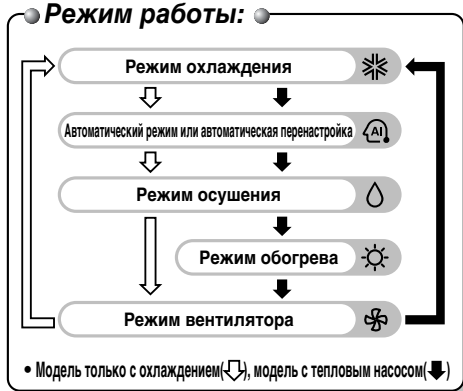 Режим работы:
Режим охлаждения
Автоматический режим или автоматическая перенастройка
AI
Режим осушения
Режим обогрева
Режим вентилятора
• Модель только с охлаждением(⇩), модель с тепловым насосом(⬇)